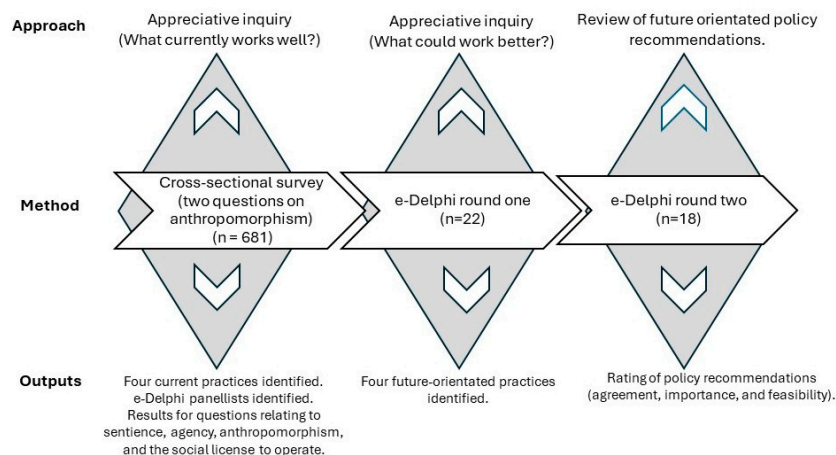 Approach
Appreciative inquiry
(What currently works well?)
Appreciative inquiry
(What could work better?)
Review of future orientated policy
recommendations.
Method
Cross-sectional survey
(two questions on
anthropomorphism)
(n = 681)
e-Delphi round one
(n=22)
e-Delphi round two
(n=18)
Outputs
Four current practices identified.
e-Delphi panellists identified.
Results for questions relating to
sentience, agency, anthropomorphism,
and the social license to operate.
Four future-orientated practices
identified.
Rating of policy recommendations
(agreement, importance, and feasibility).